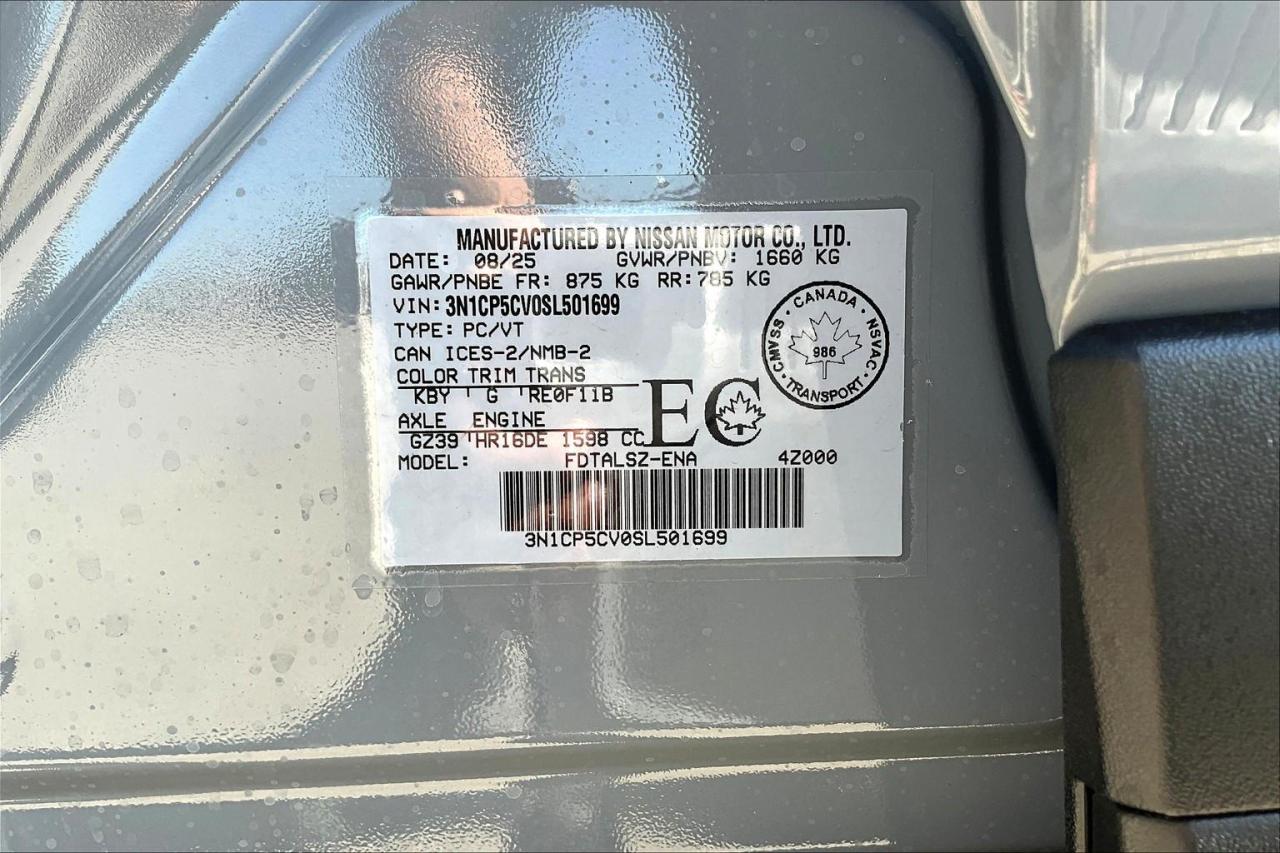 MANUFACTURED BY NISSAN MOTOR CO., LTD.
DATE: 08/25 GVWR/PNBV: 1660 KG
GAWR/PNBE FR: 875 KG RR: 785 KG
VIN: 3N1CP5CV0SL501699
TYPE: PC/VT
CAN ICES-2/NMB-2
COLOR TRIM TRANS
KBY G RE0F11B
AXLE ENGINE
GZ39 HR16DE 1598 CC
MODEL: FDTALSZ-ENA 4Z000
EC
CANADA · NSVAC · TRANSPORT · CMVSS ·
986
3N1CP5CV0SL501699